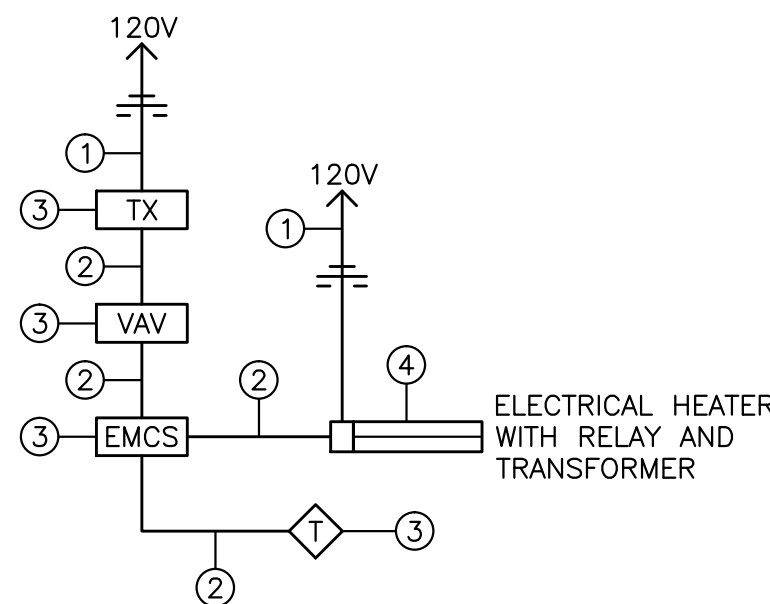 120V
1
3
TX
120V
1
2
3
VAV
2
2
4
3
EMCS
ELECTRICAL HEATER
WITH RELAY AND
TRANSFORMER
T
3
2